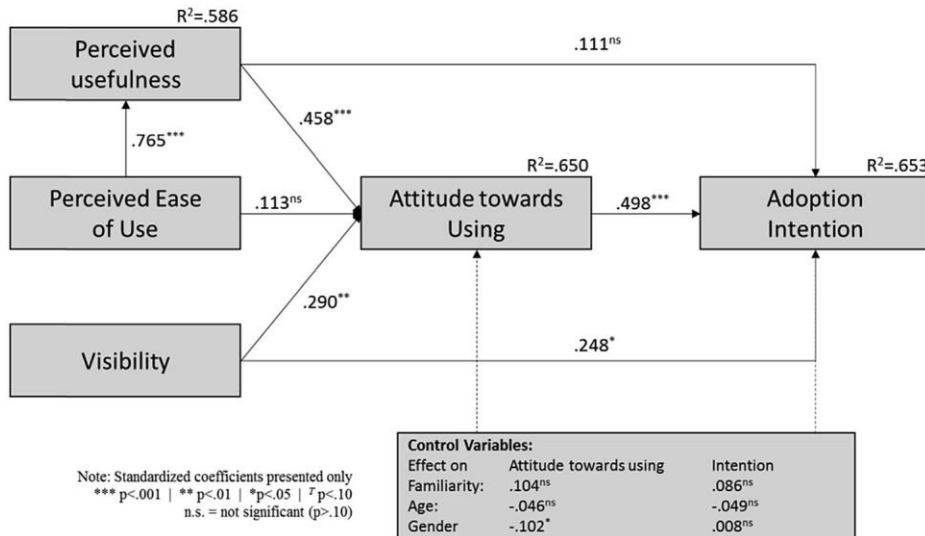 R²=.586
Perceived
usefulness
.111ⁿˢ
.458***
.765***
R²=.650
R²=.653
Perceived Ease
of Use
.113ⁿˢ
Attitude towards
Using
.498***
Adoption
Intention
.290**
Visibility
.248*
Control Variables:
Effect on Attitude towards using Intention
Familiarity: .104ⁿˢ .086ⁿˢ
Age: -.046ⁿˢ -.049ⁿˢ
Gender -.102* .008ⁿˢ
Note: Standardized coefficients presented only
*** p<.001 | ** p<.01 | *p<.05 | ᵀ p<.10
n.s. = not significant (p>.10)